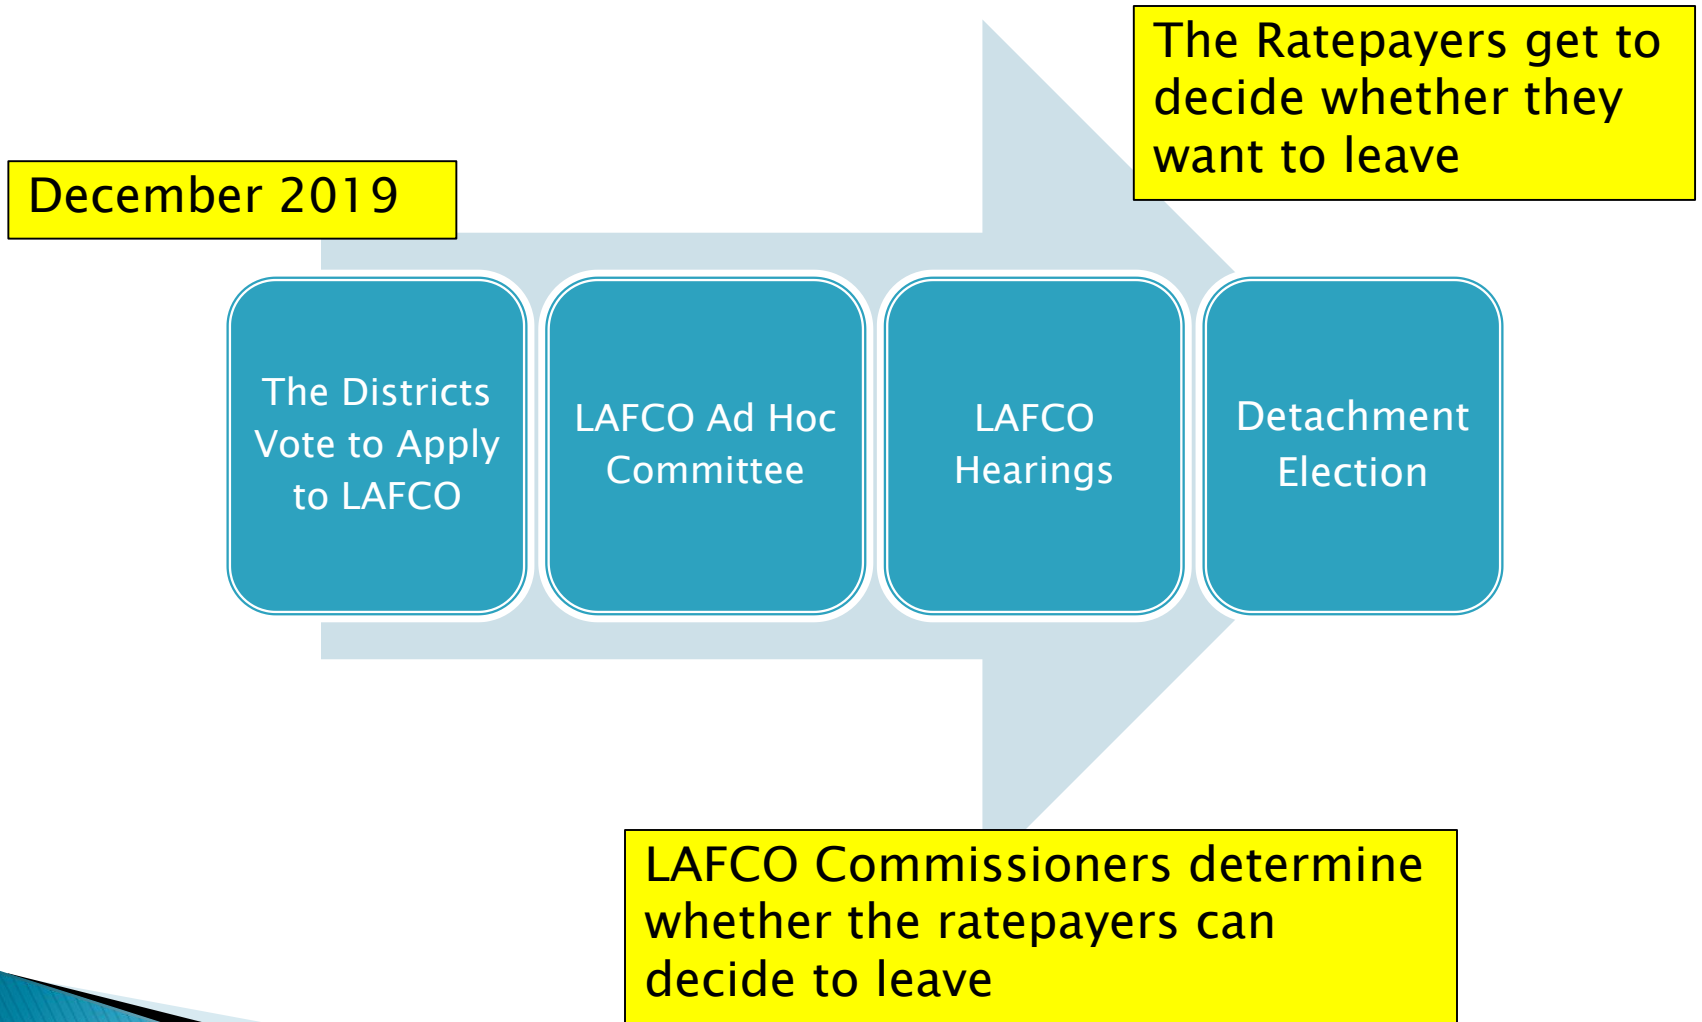 The Ratepayers get to
decide whether they
want to leave
December 2019
The Districts
Vote to Apply
to LAFCO
LAFCO Ad Hoc
Committee
LAFCO
Hearings
Detachment
Election
LAFCO Commissioners determine
whether the ratepayers can
decide to leave